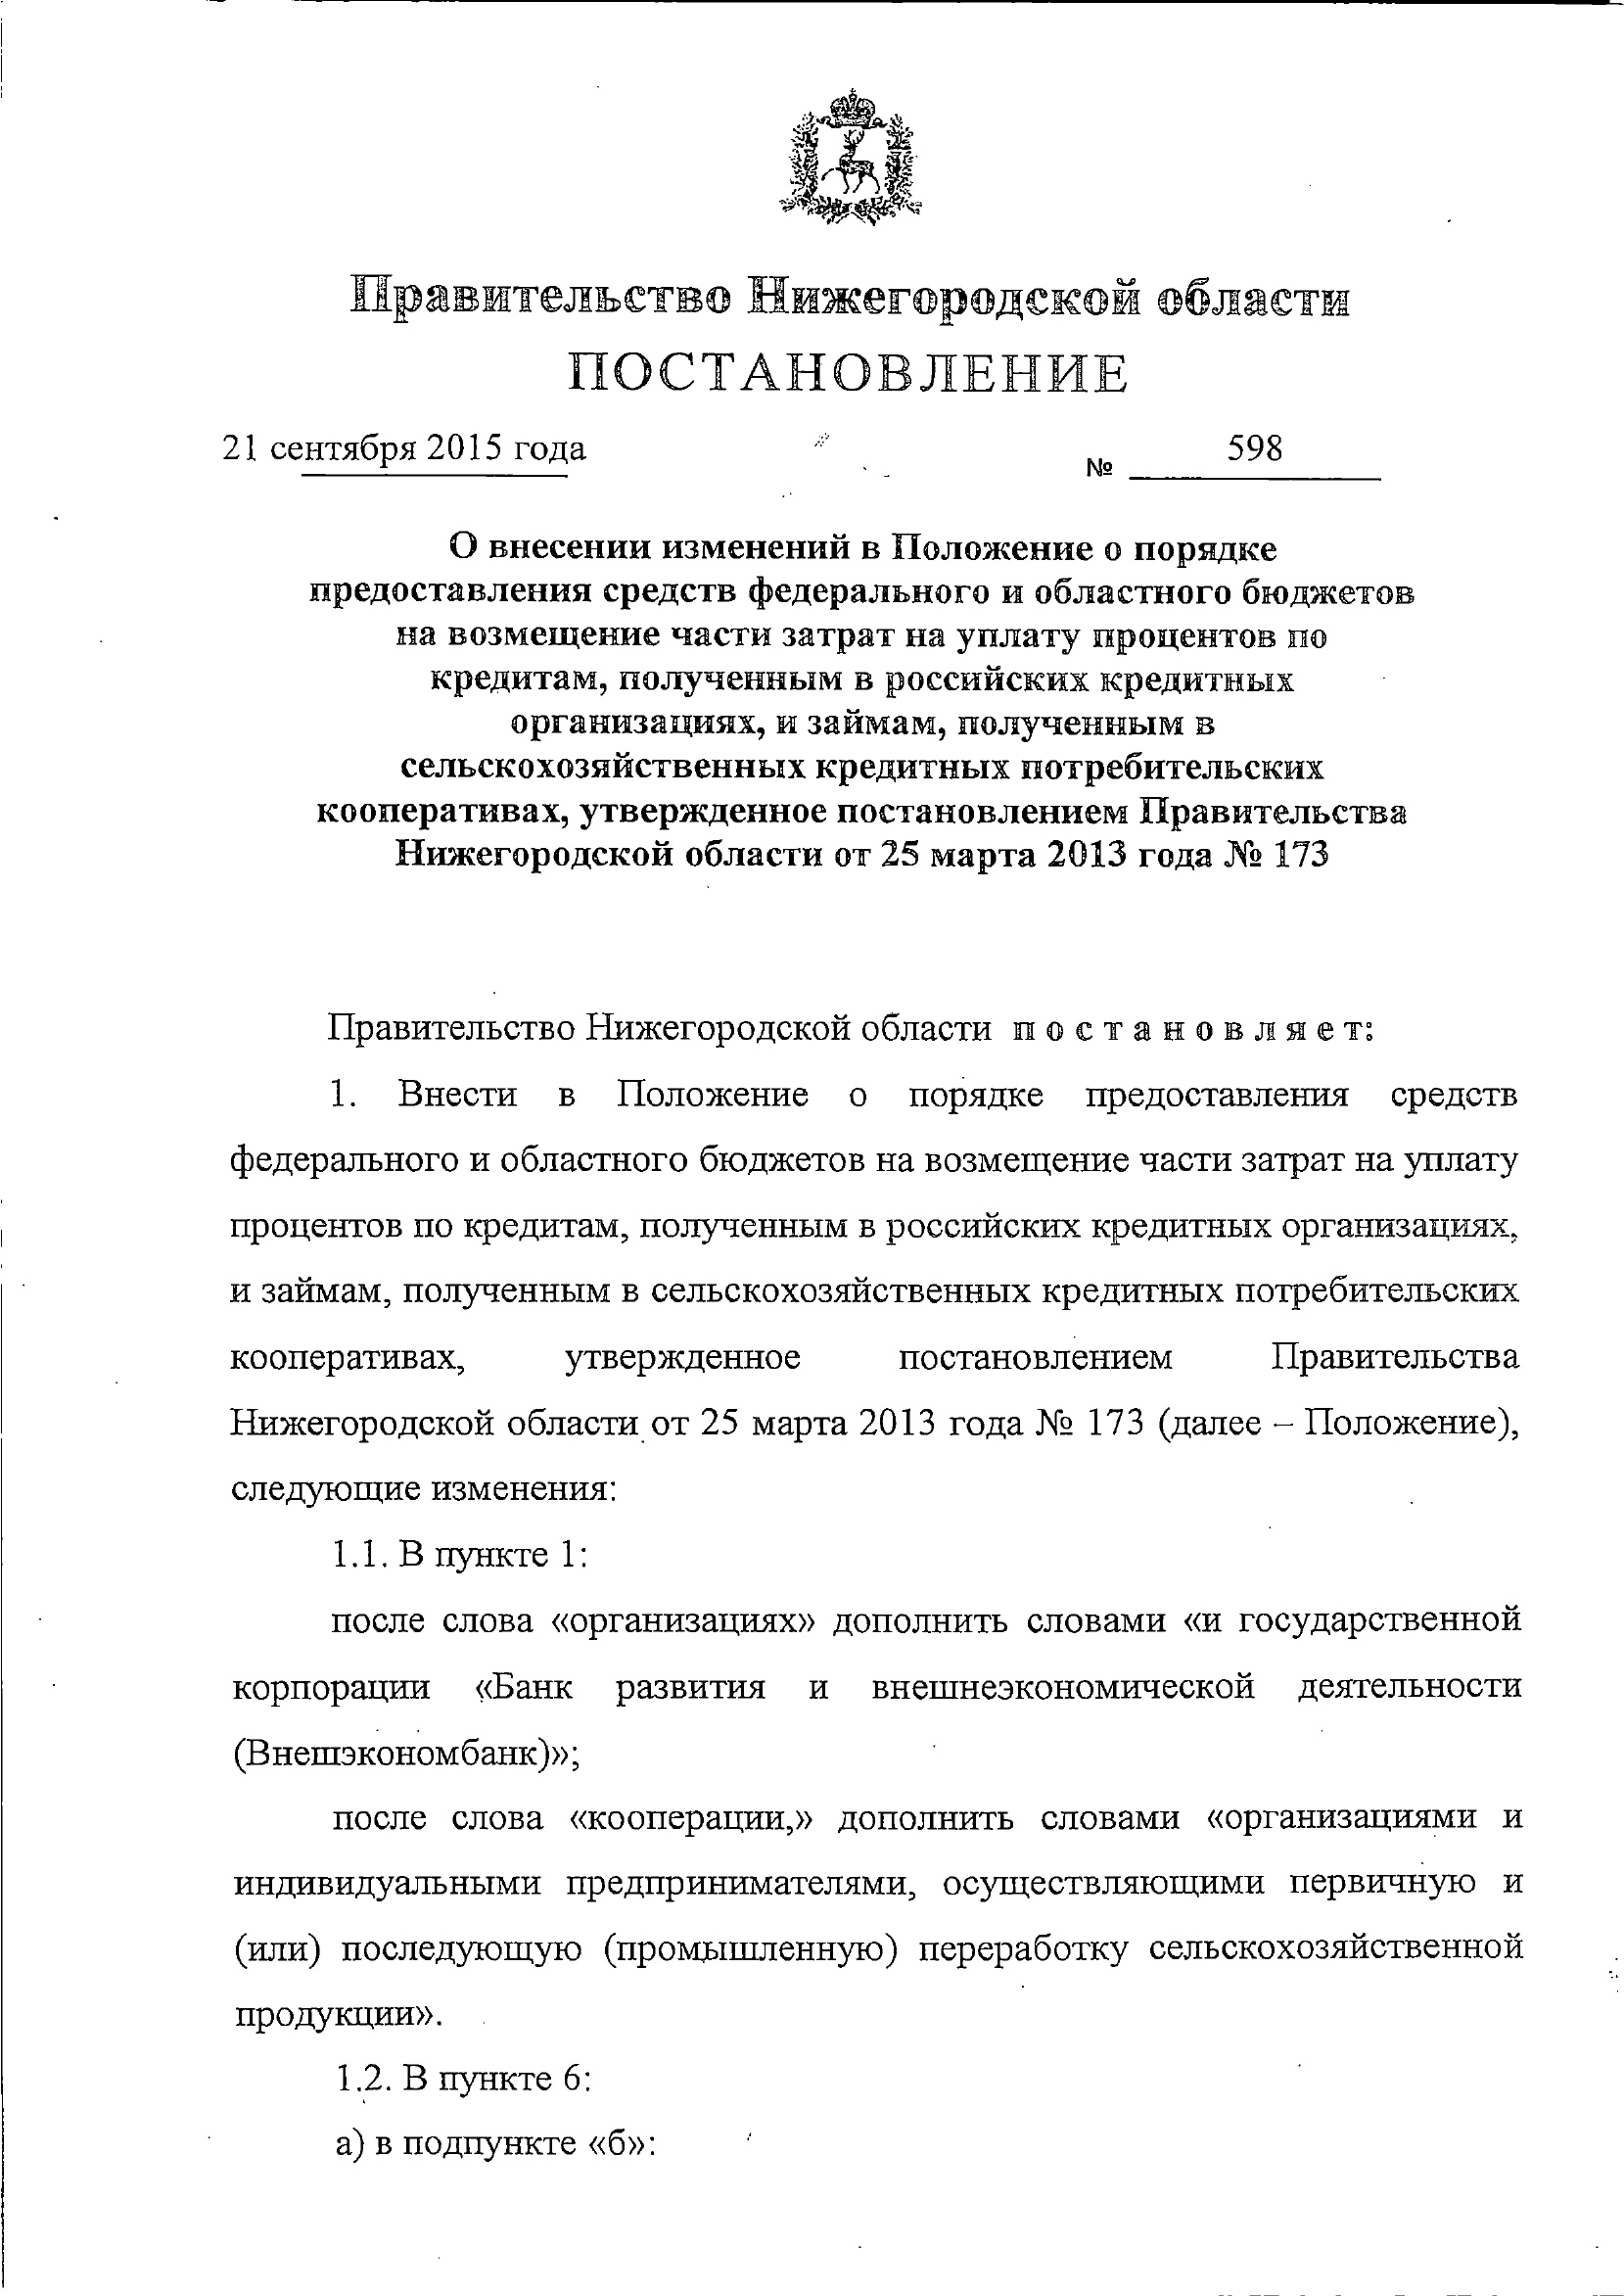 Правительство Нижегородской области
ПОСТАНОВЛЕНИЕ
21 сентября 2015 года № 598
О внесении изменений в Положение о порядке
предоставления средств федерального и областного бюджетов
на возмещение части затрат на уплату процентов по
кредитам, полученным в российских кредитных
организациях, и займам, полученным в
сельскохозяйственных кредитных потребительских
кооперативах, утвержденное постановлением Правительства
Нижегородской области от 25 марта 2013 года № 173
Правительство Нижегородской области п о с т а н о в л я е т:
1. Внести в Положение о порядке предоставления средств
федерального и областного бюджетов на возмещение части затрат на уплату
процентов по кредитам, полученным в российских кредитных организациях,
и займам, полученным в сельскохозяйственных кредитных потребительских
кооперативах, утвержденное постановлением Правительства
Нижегородской области от 25 марта 2013 года № 173 (далее – Положение),
следующие изменения:
1.1. В пункте 1:
после слова «организациях» дополнить словами «и государственной
корпорации «Банк развития и внешнеэкономической деятельности
(Внешэкономбанк)»;
после слова «кооперации,» дополнить словами «организациями и
индивидуальными предпринимателями, осуществляющими первичную и
(или) последующую (промышленную) переработку сельскохозяйственной
продукции».
1.2. В пункте 6:
а) в подпункте «б»: